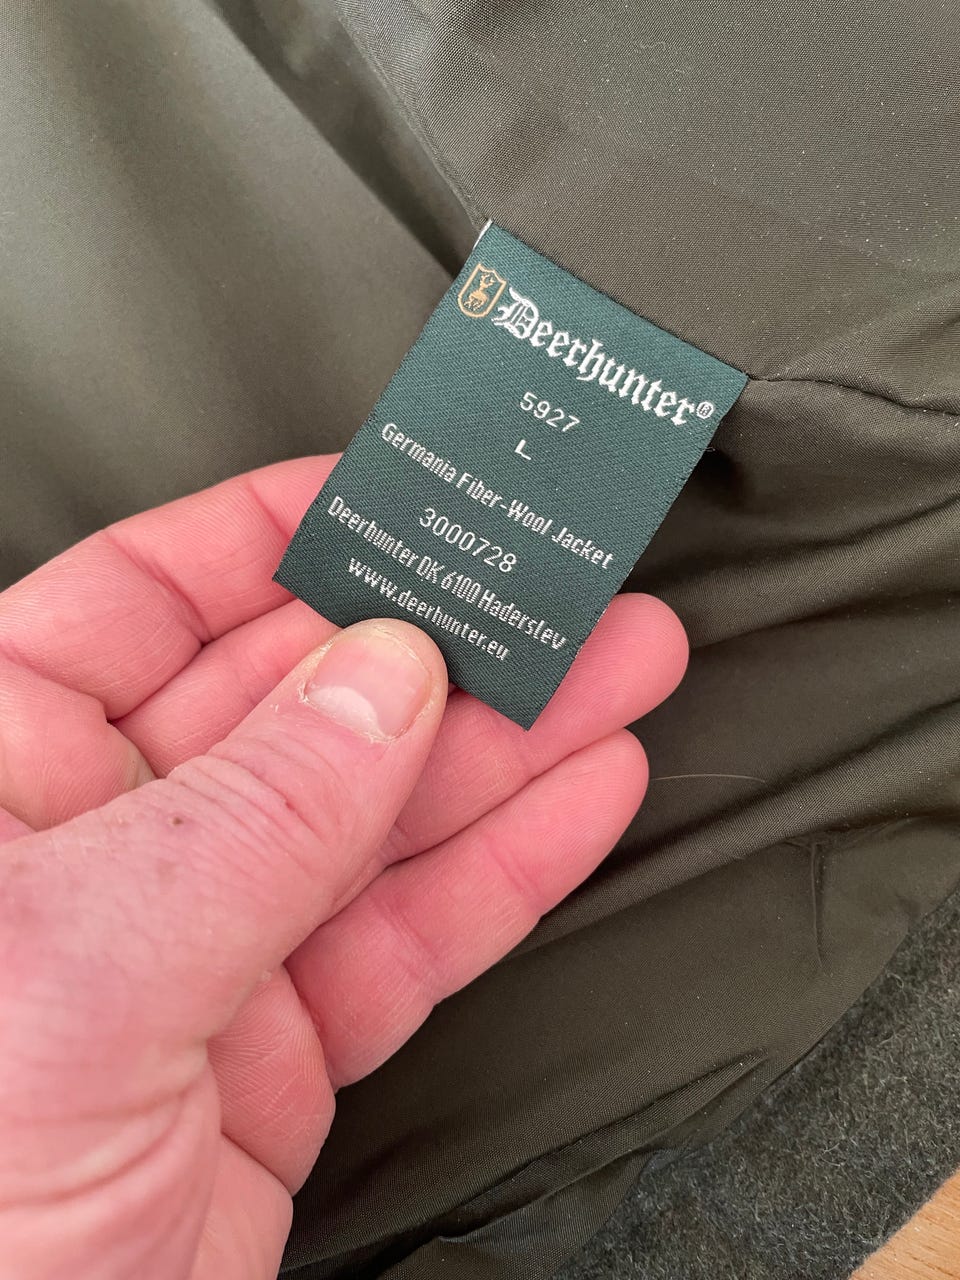 Deerhunter®
5927
L
Germania Fiber-Wool Jacket
3000728
Deerhunter DK 6100 Haderslev
www.deerhunter.eu